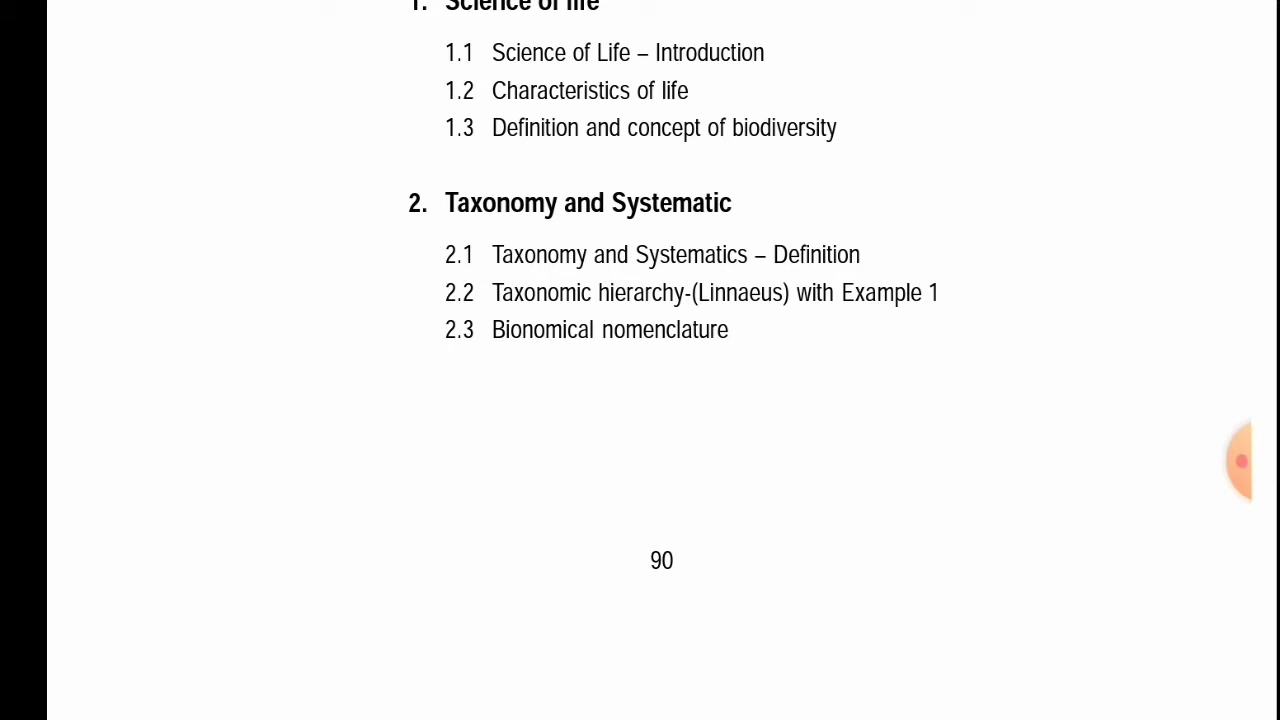 1. Science of life
1.1 Science of Life – Introduction
1.2 Characteristics of life
1.3 Definition and concept of biodiversity
2. Taxonomy and Systematic
2.1 Taxonomy and Systematics – Definition
2.2 Taxonomic hierarchy-(Linnaeus) with Example 1
2.3 Bionomical nomenclature
90